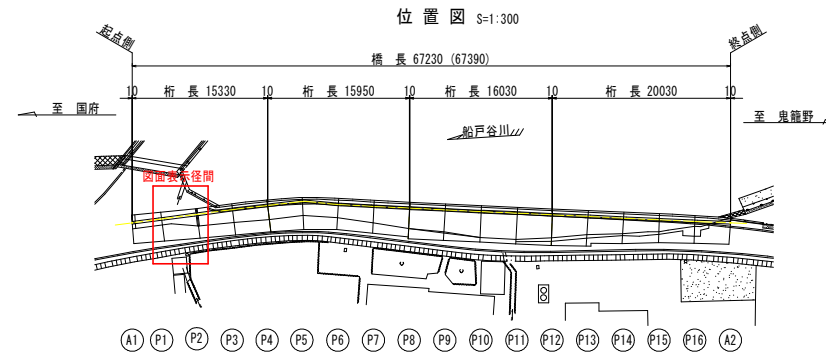 位置図 S=1:300
起点側
終点側
橋長 67230 (67390)
10 桁長 15330 10 桁長 15950 10 桁長 16030 10 桁長 20030 10
至 国府
船戸谷川
至 鬼籠野
図面表示径間
A1 P1 P2 P3 P4 P5 P6 P7 P8 P9 P10 P11 P12 P13 P14 P15 P16 A2